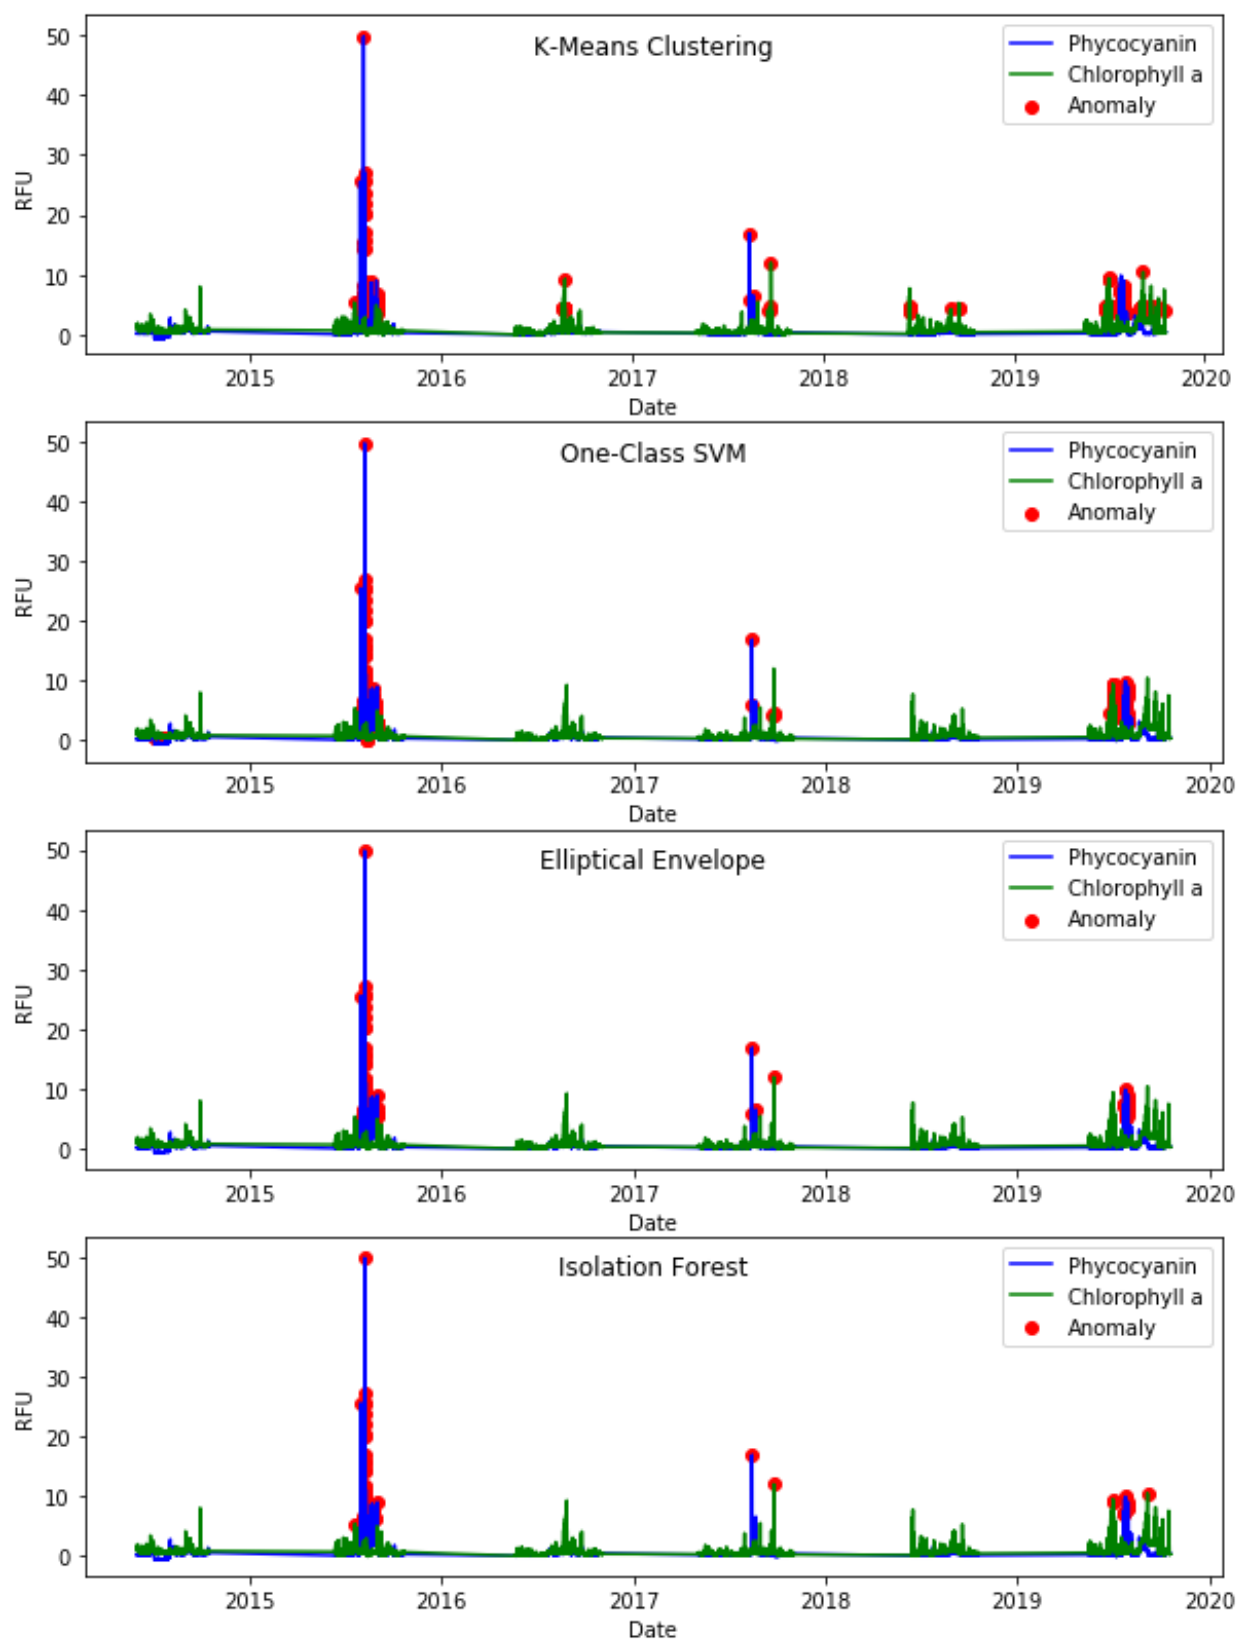 K-Means Clustering
Phycocyanin
Chlorophyll a
Anomaly
50
40
30
20
10
0
RFU
2015 2016 2017 2018 2019 2020
Date
One-Class SVM
Phycocyanin
Chlorophyll a
Anomaly
50
40
30
20
10
0
RFU
2015 2016 2017 2018 2019 2020
Date
Elliptical Envelope
Phycocyanin
Chlorophyll a
Anomaly
50
40
30
20
10
0
RFU
2015 2016 2017 2018 2019 2020
Date
Isolation Forest
Phycocyanin
Chlorophyll a
Anomaly
50
40
30
20
10
0
RFU
2015 2016 2017 2018 2019 2020
Date